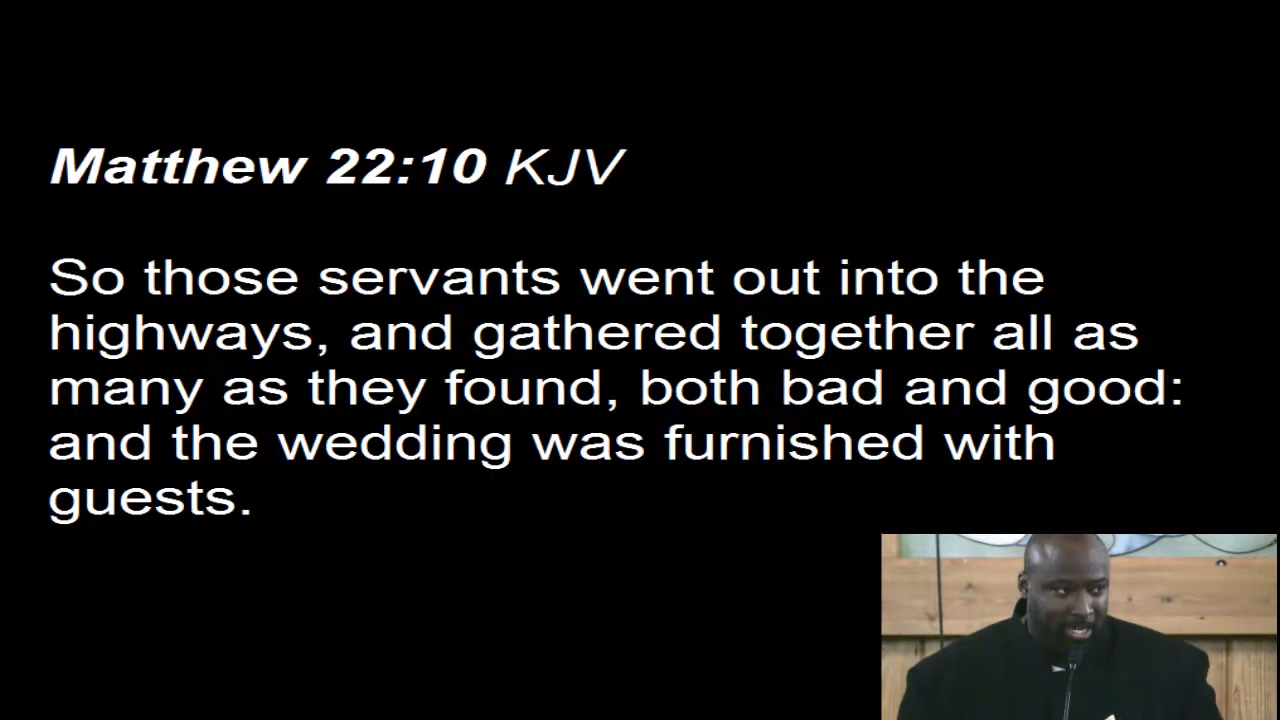 Matthew 22:10 KJV
So those servants went out into the
highways, and gathered together all as
many as they found, both bad and good:
and the wedding was furnished with
guests.